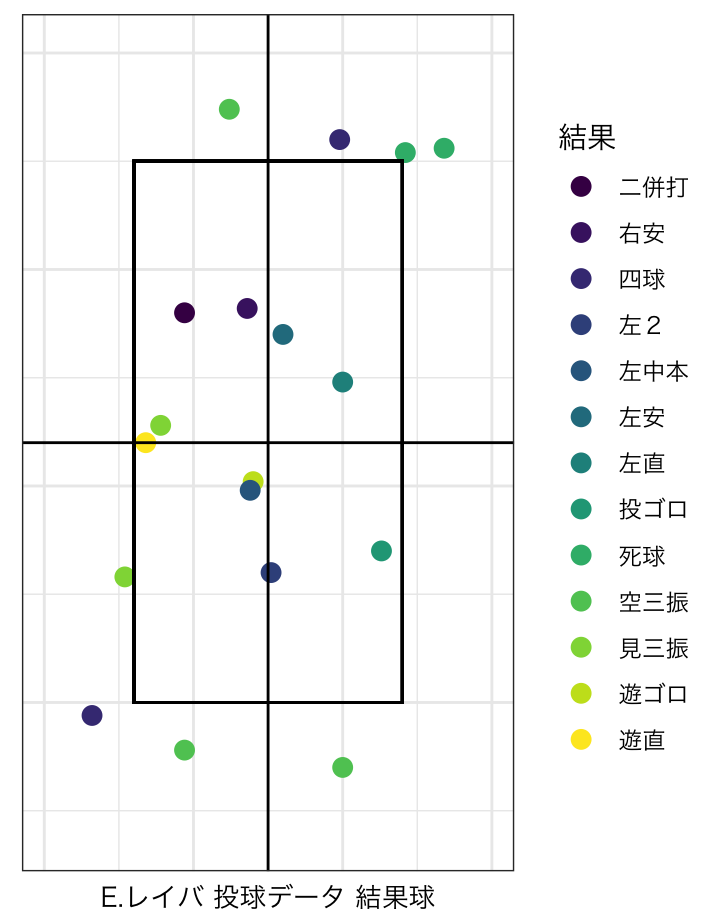 結果
二併打
右安
四球
左２
左中本
左安
左直
投ゴロ
死球
空三振
見三振
遊ゴロ
遊直
E.レイバ 投球データ 結果球